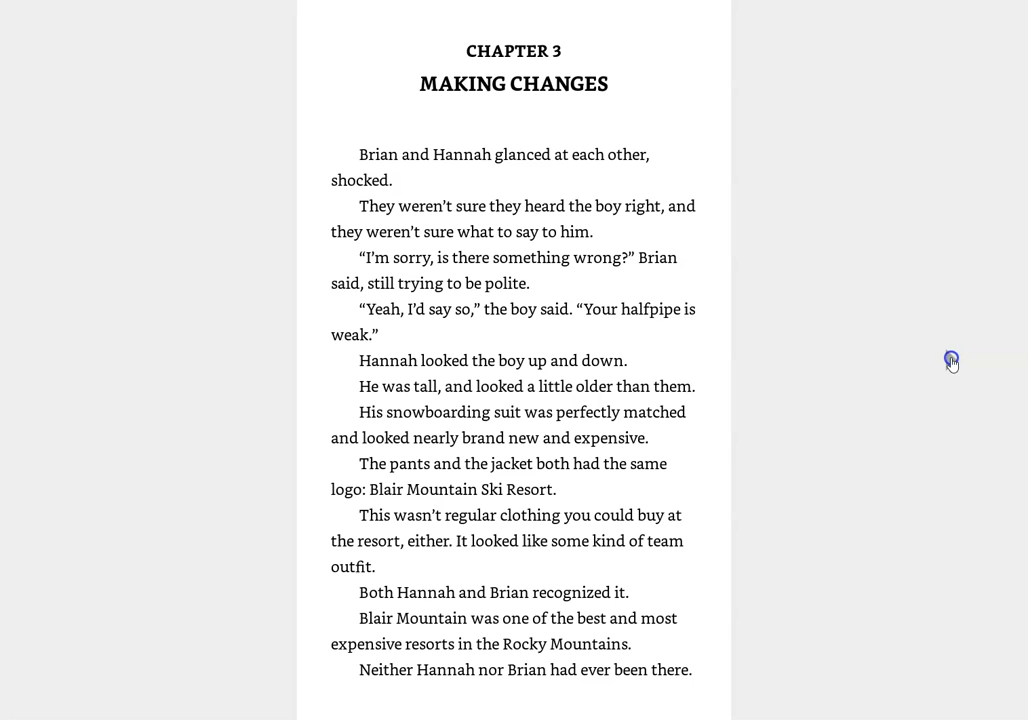 CHAPTER 3
MAKING CHANGES
Brian and Hannah glanced at each other,
shocked.
They weren’t sure they heard the boy right, and
they weren’t sure what to say to him.
“I’m sorry, is there something wrong?” Brian
said, still trying to be polite.
“Yeah, I’d say so,” the boy said. “Your halfpipe is
weak.”
Hannah looked the boy up and down.
He was tall, and looked a little older than them.
His snowboarding suit was perfectly matched
and looked nearly brand new and expensive.
The pants and the jacket both had the same
logo: Blair Mountain Ski Resort.
This wasn’t regular clothing you could buy at
the resort, either. It looked like some kind of team
outfit.
Both Hannah and Brian recognized it.
Blair Mountain was one of the best and most
expensive resorts in the Rocky Mountains.
Neither Hannah nor Brian had ever been there.